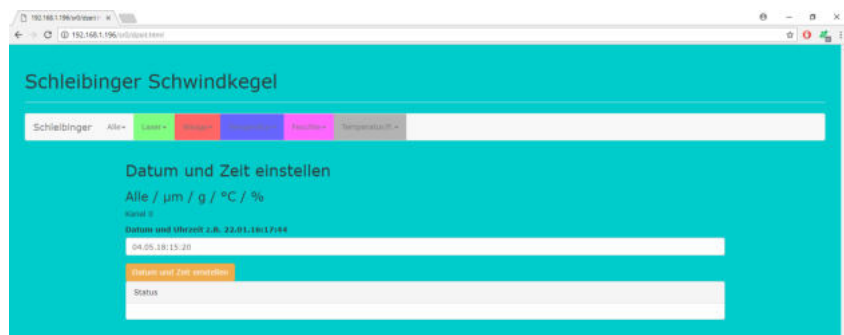 192.168.1.196/
Schleibinger Schwindkegel
Schleibinger Alle Laser Waage Feuchte Temperatur/F.
Datum und Zeit einstellen
Alle / µm / g / °C / %
Kanal 0
Datum und Uhrzeit z.B. 22.01.16:17:44
04.05.18:15:20
Datum und Zeit einstellen
Status